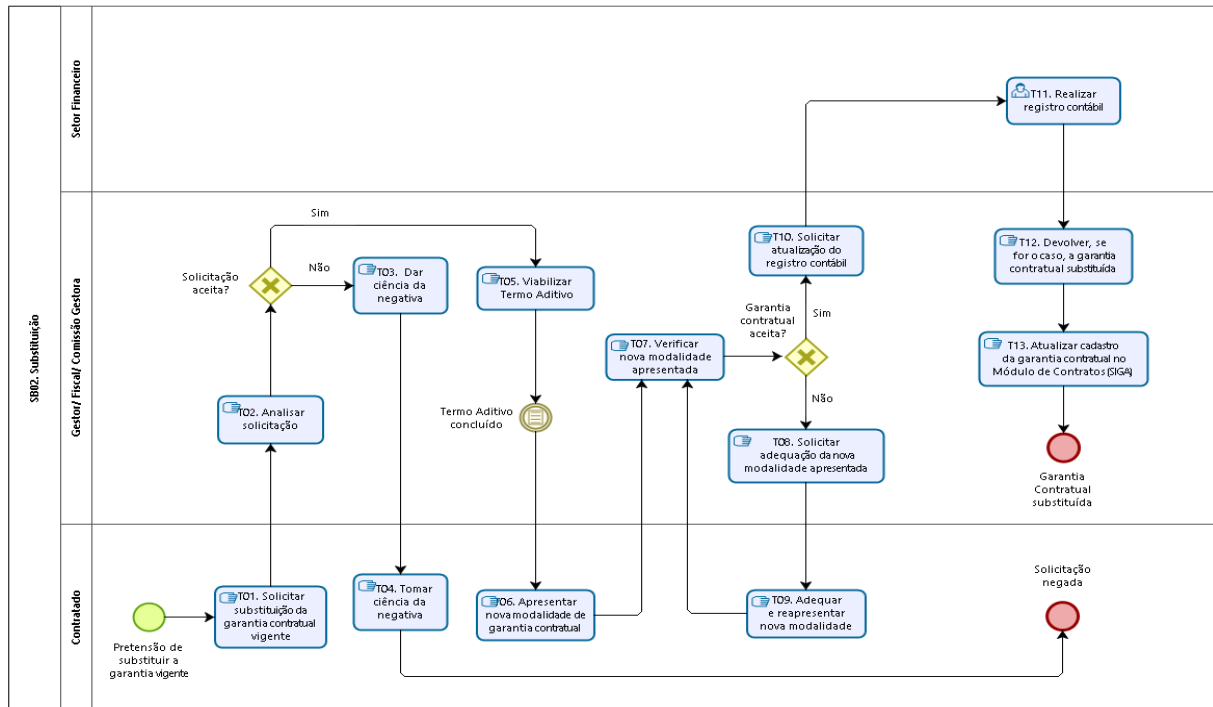 SB02. Substituição
Setor Financeiro
T11. Realizar
registro contábil
Gestor/ Fiscal/ Comissão Gestora
Solicitação
aceita?
Sim
Não
T03.  Dar
ciência da
negativa
T05. Viabilizar
Termo Aditivo
T02. Analisar
solicitação
Termo Aditivo
concluído
T07. Verificar
nova modalidade
apresentada
Garantia
contratual
aceita?
Sim
Não
T10. Solicitar
atualização do
registro contábil
T08. Solicitar
adequação da nova
modalidade apresentada
T12. Devolver, se
for o caso, a garantia
contratual substituída
T13. Atualizar cadastro
da garantia contratual no
Módulo de Contratos (SIGA)
Garantia
Contratual
substituída
Contratado
Pretensão de
substituir a
garantia vigente
T01. Solicitar
substituição da
garantia contratual
vigente
T04. Tomar
ciência da
negativa
T06. Apresentar
nova modalidade de
garantia contratual
T09. Adequar
e reapresentar
nova modalidade
Solicitação
negada